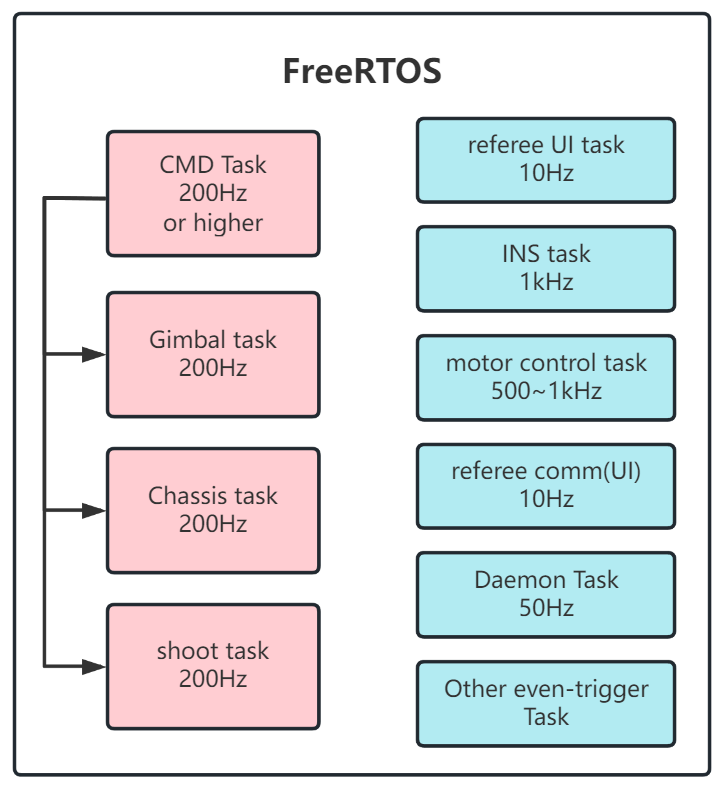 FreeRTOS
CMD Task
200Hz
or higher
Gimbal task
200Hz
Chassis task
200Hz
shoot task
200Hz
referee UI task
10Hz
INS task
1kHz
motor control task
500~1kHz
referee comm(UI)
10Hz
Daemon Task
50Hz
Other even-trigger
Task